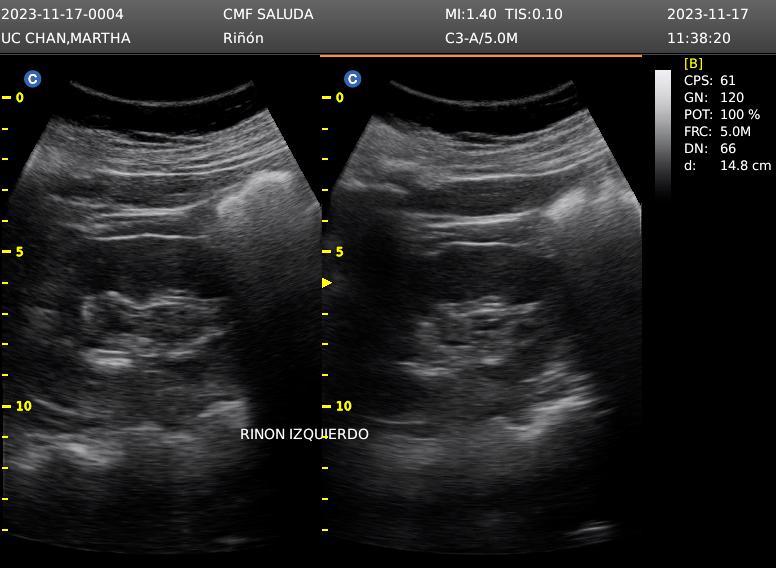 2023-11-17-0004 CMF SALUDA MI:1.40 TIS:0.10 2023-11-17
UC CHAN,MARTHA Riñón C3-A/5.0M 11:38:20
C C [B]
0 0 CPS: 61
GN: 120
POT: 100 %
FRC: 5.0M
DN: 66
d: 14.8 cm
5 5
10 10
RINON IZQUIERDO